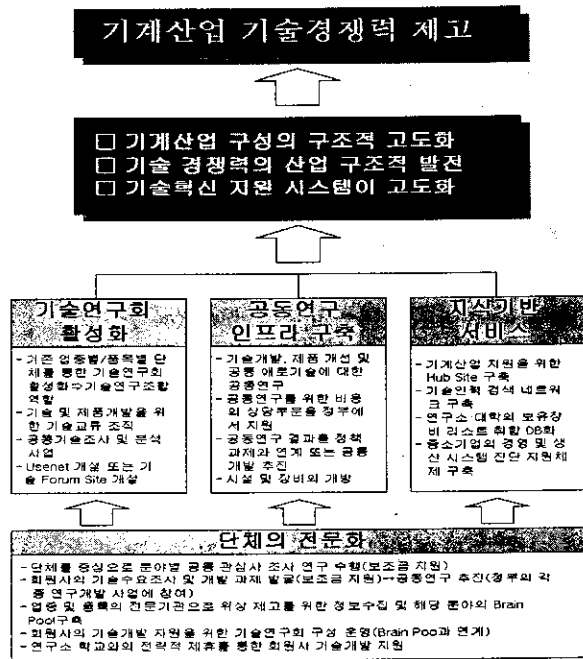 기계산업 기술경쟁력 제고
□ 기계산업 구성의 구조적 고도화
□ 기술 경쟁력의 산업 구조적 발전
□ 기술혁신 지원 시스템이 고도화
기술연구회
활성화
- 기존 업종별/품목별 단
체를 통한 기술연구회
활성화⇨기술연구조합
역할
- 기술 및 제품개발을 위
한 기술교류 조직
- 공통기술조사 및 분석
사업
- Usenet 개설 또는 기
술 Forum Site 개설
공동연구
인프라 구축
- 기술개발, 제품 개선 및
공통 애로기술에 대한
공동연구
- 공동연구를 위한 비용
의 상당부분을 정부에
서 지원
- 공동연구 결과를 정책
과제와 연계 또는 공동
개발 추진
- 시설 및 장비의 개방
지식기반
서비스
- 기계산업 지원을 위한
Hub Site 구축
- 기술인력 검색 네트워
크 구축
- 연구소·대학의 보유장
비 리스트 취합 DB화
- 중소기업의 경영 및 생
산 시스템 진단 지원체
제 구축
단체의 전문화
- 단체를 중심으로 분야별 공통 관심사 조사 연구 수행(보조금 지원)
- 회원사의 기술수요조사 및 개발 과제 발굴(보조금 지원)→공동연구 추진(정부의 각
종 연구개발 사업에 참여)
- 업종 및 품목의 전문기관으로 위상 제고를 위한 정보수집 및 해당 분야의 Brain
Pool구축
- 회원사의 기술개발 지원을 위한 기술연구회 구성 운영(Brain Poo과 연계)
- 연구소 학교와의 전략적 제휴를 통한 회원사 기술개발 지원